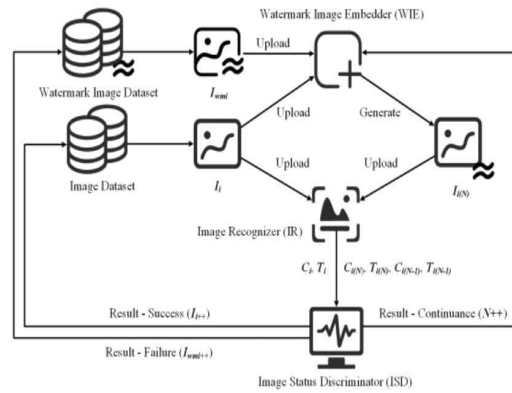 Watermark Image Embedder (WIE)
Upload
Watermark Image Dataset
I_wmi
Upload
Generate
Image Dataset
I_i
Upload
Upload
I_i(N)
Image Recognizer (IR)
C_i, T_i
C_i(N), T_i(N), C_i(N-1), T_i(N-1)
Result - Success (I_i++)
Result - Continuance (N++)
Result - Failure (I_wmi++)
Image Status Discriminator (ISD)